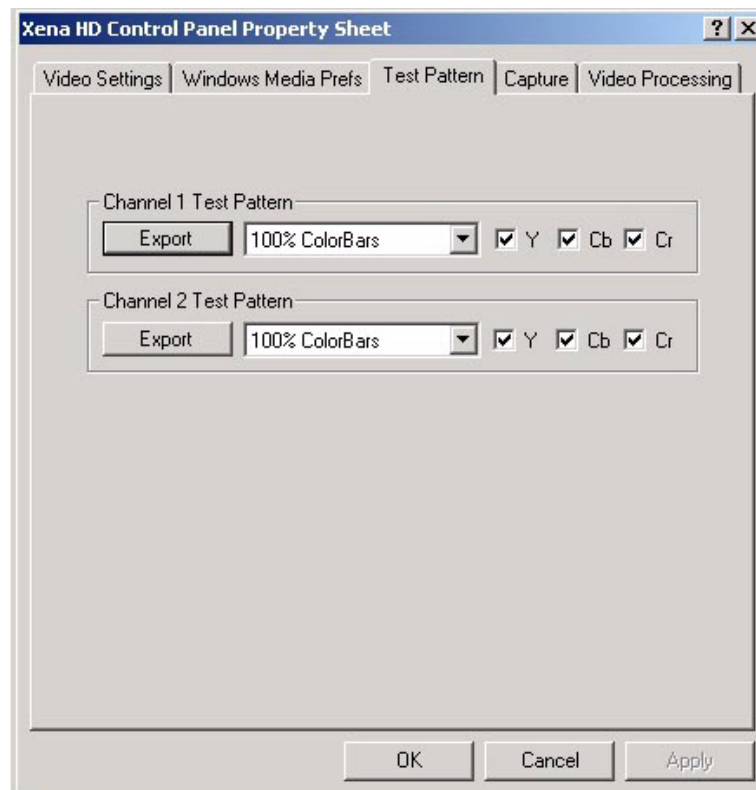 Xena HD Control Panel Property Sheet
Video Settings Windows Media Prefs Test Pattern Capture Video Processing
Channel 1 Test Pattern
Export 100% ColorBars Y Cb Cr
Channel 2 Test Pattern
Export 100% ColorBars Y Cb Cr
OK Cancel Apply